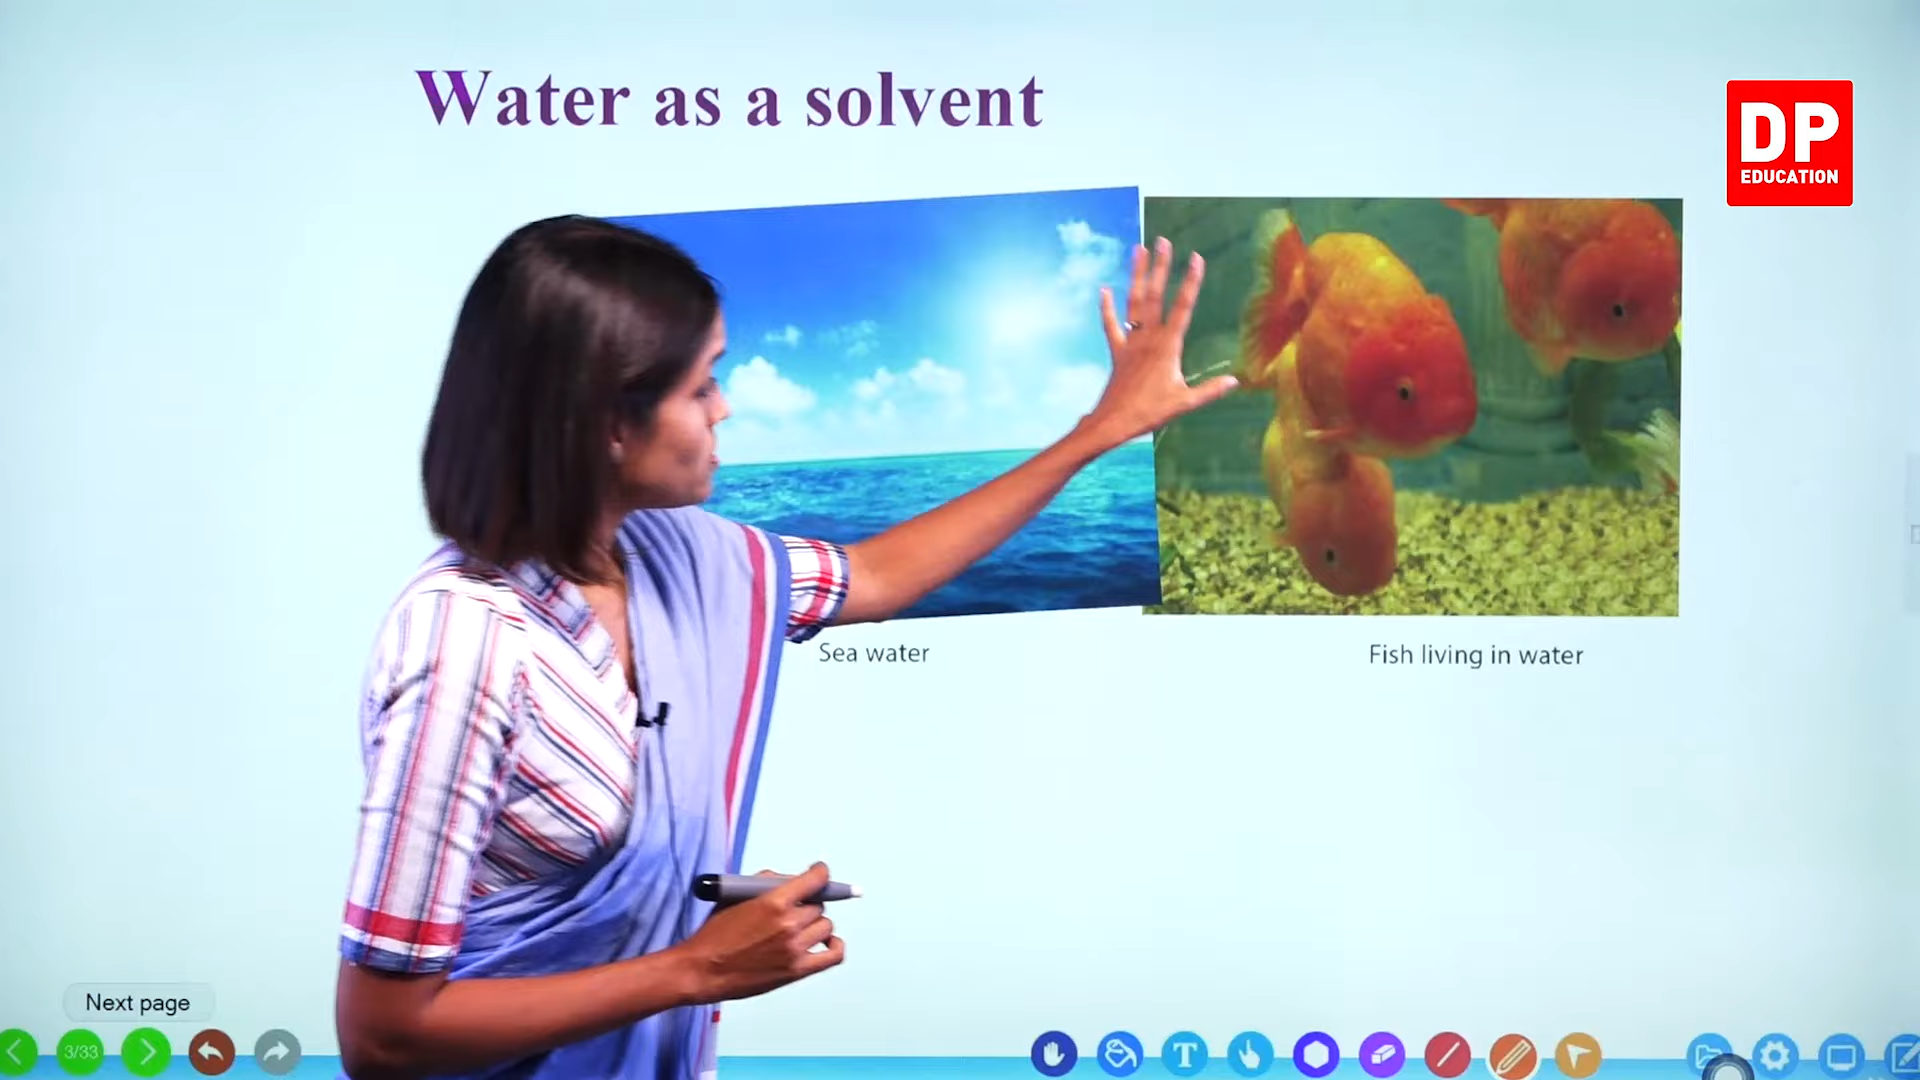 Water as a solvent
DP
EDUCATION
Sea water
Fish living in water
Next page
3/33
T